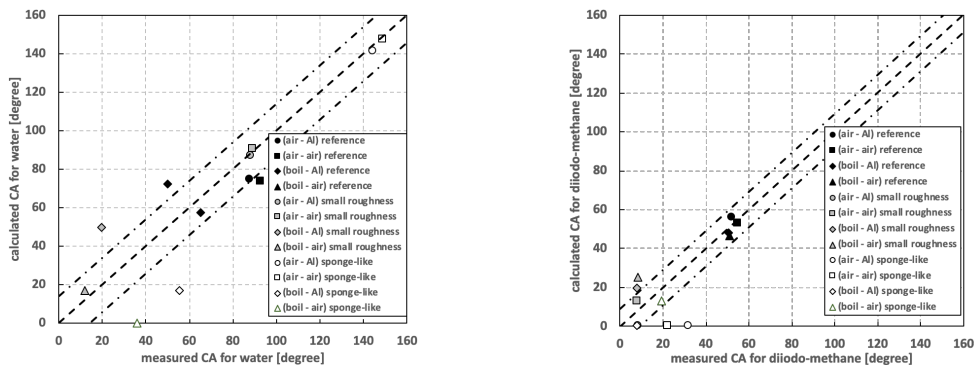 160
140
120
100
80
60
40
20
0
calculated CA for water [degree]
(air - Al) reference
(air - air) reference
(boil - Al) reference
(boil - air) reference
(air - Al) small roughness
(air - air) small roughness
(boil - Al) small roughness
(boil - air) small roughness
(air - Al) sponge-like
(air - air) sponge-like
(boil - Al) sponge-like
(boil - air) sponge-like
0 20 40 60 80 100 120 140 160
measured CA for water [degree]
160
140
120
100
80
60
40
20
0
calculated CA for diiodo-methane [degree]
(air - Al) reference
(air - air) reference
(boil - Al) reference
(boil - air) reference
(air - Al) small roughness
(air - air) small roughness
(boil - Al) small roughness
(boil - air) small roughness
(air - Al) sponge-like
(air - air) sponge-like
(boil - Al) sponge-like
(boil - air) sponge-like
0 20 40 60 80 100 120 140 160
measured CA for diiodo-methane [degree]